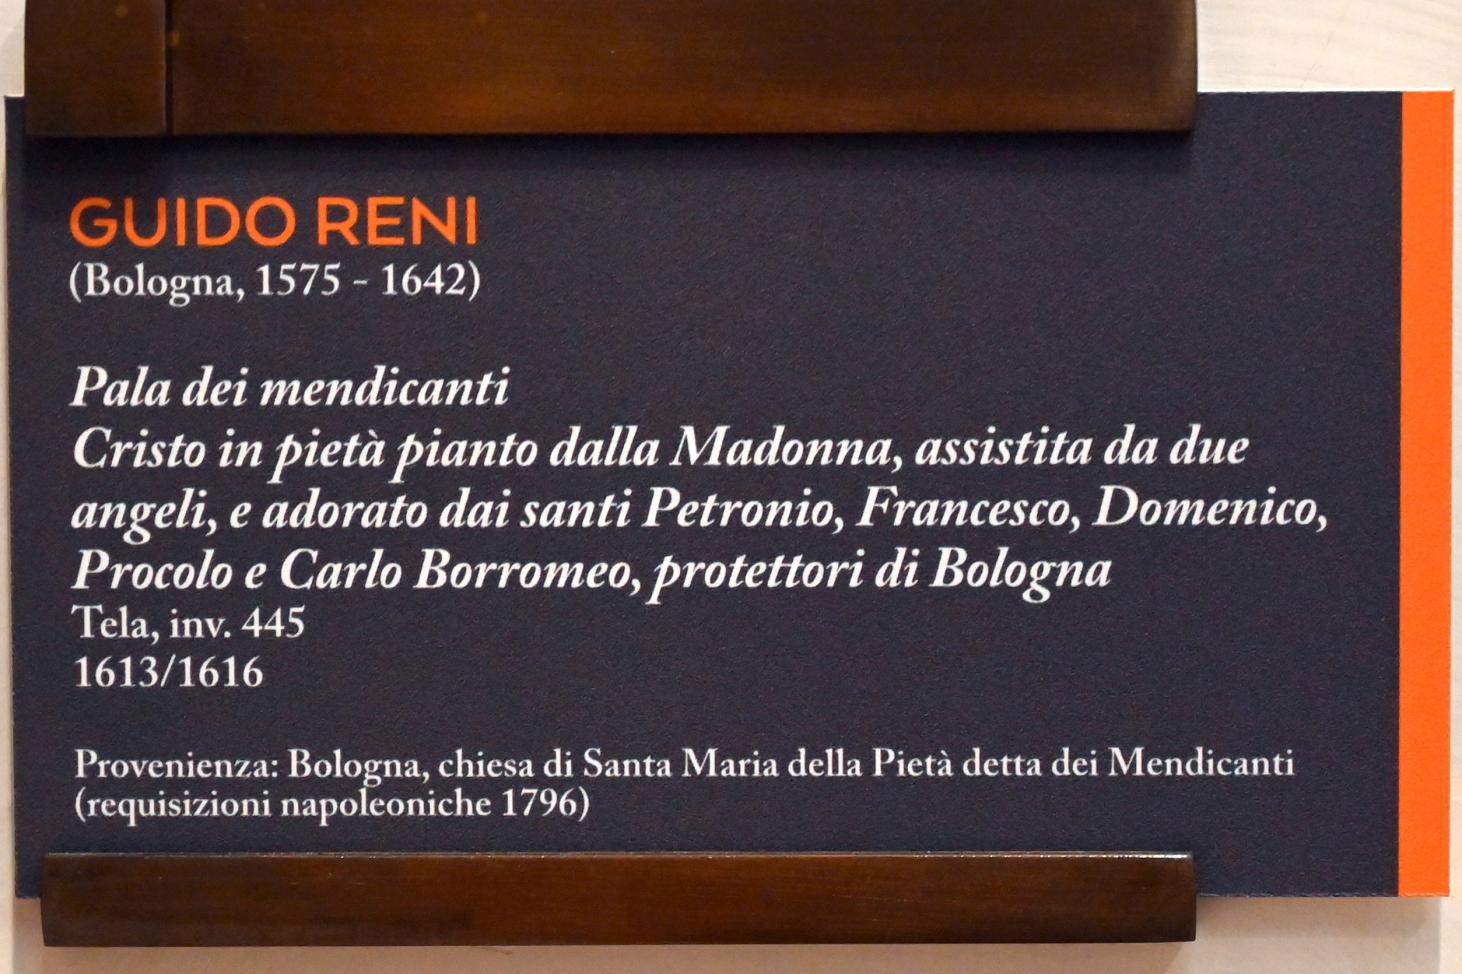 GUIDO RENI
(Bologna, 1575 - 1642)
Pala dei mendicanti
Cristo in pietà pianto dalla Madonna, assistita da due
angeli, e adorato dai santi Petronio, Francesco, Domenico,
Procolo e Carlo Borromeo, protettori di Bologna
Tela, inv. 445
1613/1616
Provenienza: Bologna, chiesa di Santa Maria della Pietà detta dei Mendicanti
(requisizioni napoleoniche 1796)